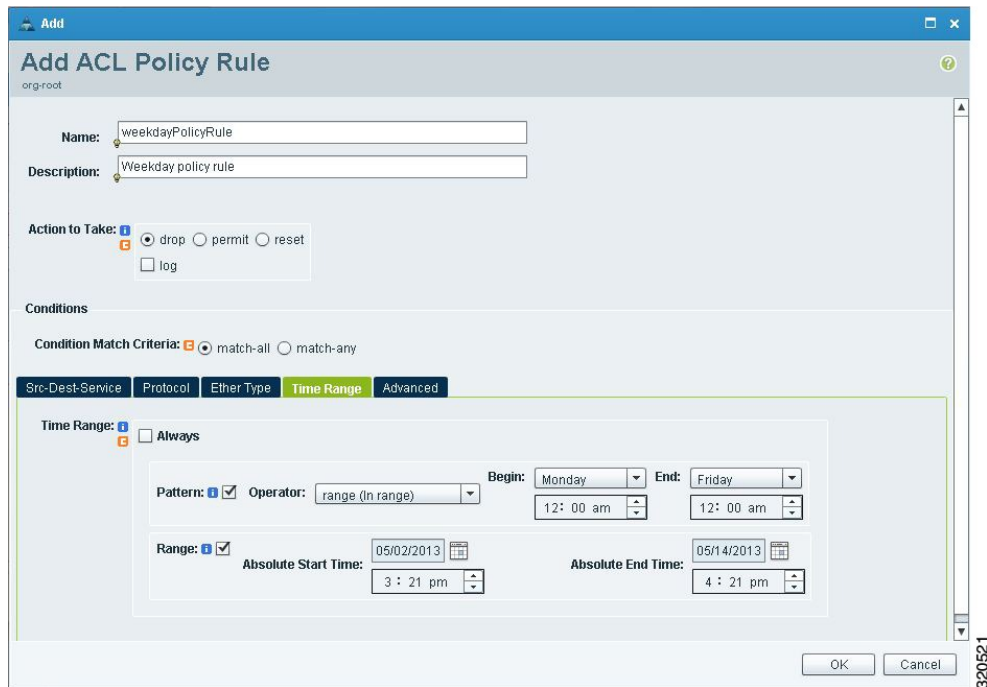 Add
Add ACL Policy Rule
org-root
Name: weekdayPolicyRule
Description: Weekday policy rule
Action to Take: drop permit reset
log
Conditions
Condition Match Criteria: match-all match-any
Src-Dest-Service Protocol Ether Type Time Range Advanced
Time Range: Always
Pattern: Operator: range (In range) Begin: Monday End: Friday
12: 00 am 12: 00 am
Range: Absolute Start Time: 05/02/2013 Absolute End Time: 05/14/2013
3 : 21 pm 4 : 21 pm
OK Cancel
320521